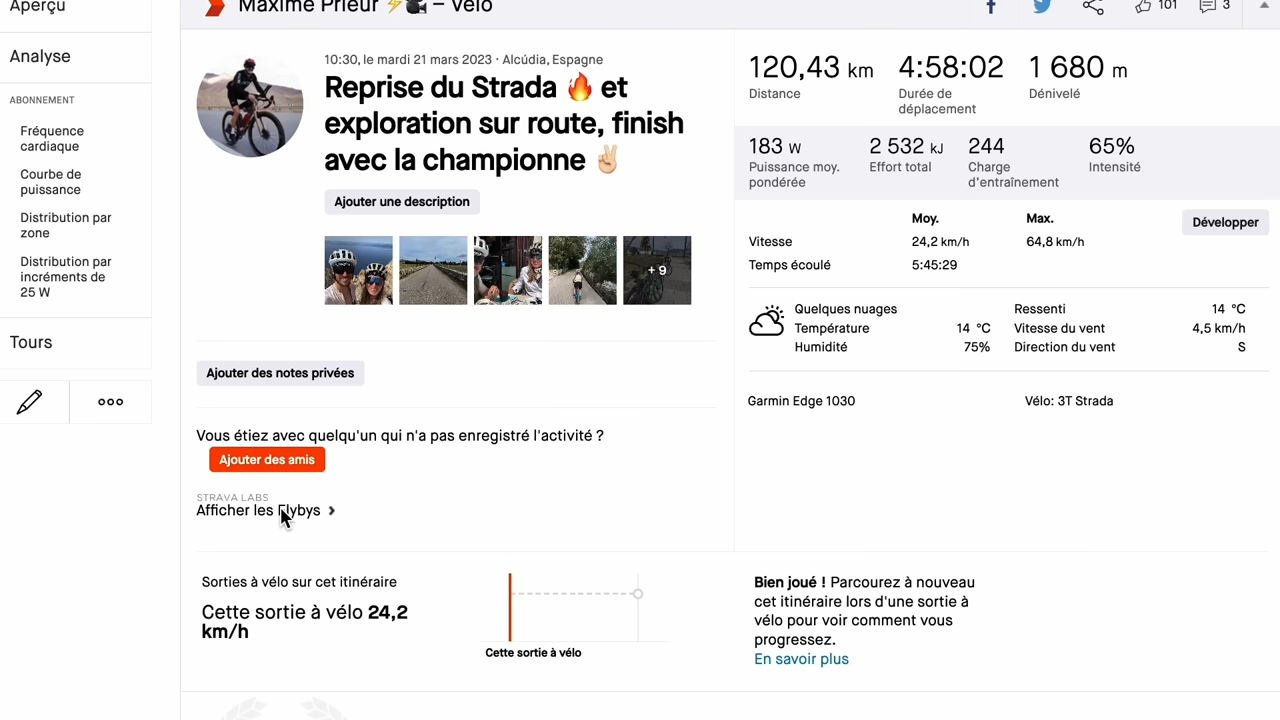 Aperçu
Analyse
ABONNEMENT
Fréquence
cardiaque
Courbe de
puissance
Distribution par
zone
Distribution par
incréments de
25 W
Tours
Maxime Prieur ⚡🎥 – Vélo
101
3
10:30, le mardi 21 mars 2023 · Alcúdia, Espagne
Reprise du Strada 🔥 et
exploration sur route, finish
avec la championne ✌🏼
Ajouter une description
+ 9
Ajouter des notes privées
Vous étiez avec quelqu'un qui n'a pas enregistré l'activité ?
Ajouter des amis
STRAVA LABS
Afficher les Flybys
120,43 km
4:58:02
1 680 m
Distance
Durée de
déplacement
Dénivelé
183 W
2 532 kJ
244
65%
Puissance moy.
pondérée
Effort total
Charge
d'entraînement
Intensité
Moy.
Max.
Développer
Vitesse
24,2 km/h
64,8 km/h
Temps écoulé
5:45:29
Quelques nuages
Température
14 °C
Humidité
75%
Ressenti
14 °C
Vitesse du vent
4,5 km/h
Direction du vent
S
Garmin Edge 1030
Vélo: 3T Strada
Sorties à vélo sur cet itinéraire
Cette sortie à vélo 24,2
km/h
Cette sortie à vélo
Bien joué ! Parcourez à nouveau
cet itinéraire lors d'une sortie à
vélo pour voir comment vous
progressez.
En savoir plus